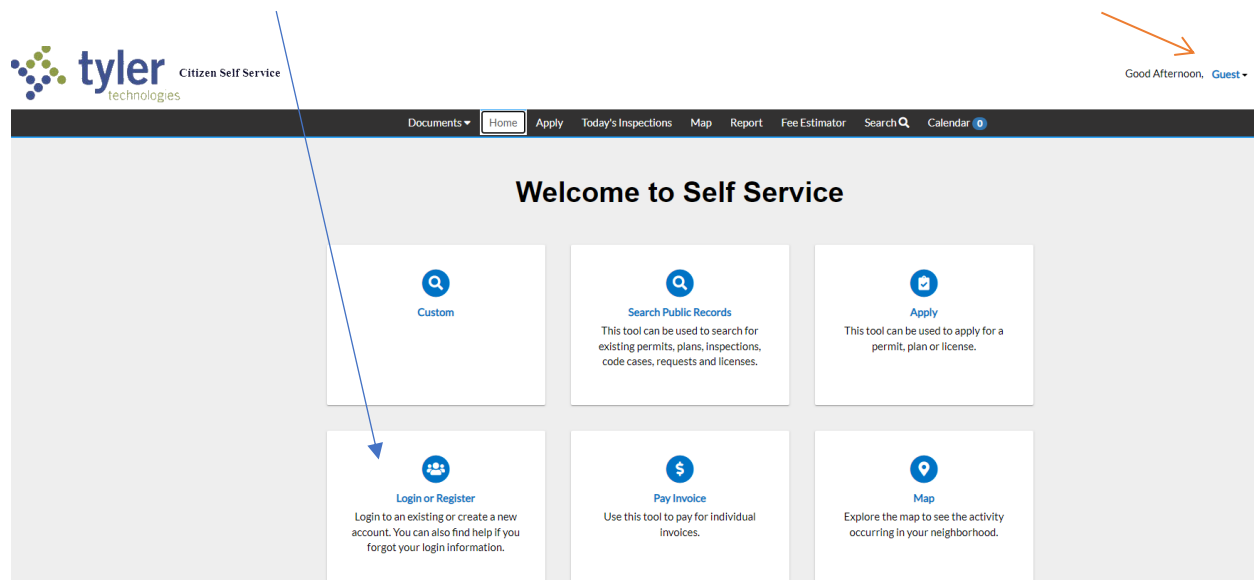 tyler
technologies
Citizen Self Service
Good Afternoon, Guest
Documents Home Apply Today's Inspections Map Report Fee Estimator Search Calendar 0
Welcome to Self Service
Custom
Search Public Records
This tool can be used to search for
existing permits, plans, inspections,
code cases, requests and licenses.
Apply
This tool can be used to apply for a
permit, plan or license.
Login or Register
Login to an existing or create a new
account. You can also find help if you
forgot your login information.
Pay Invoice
Use this tool to pay for individual
invoices.
Map
Explore the map to see the activity
occurring in your neighborhood.